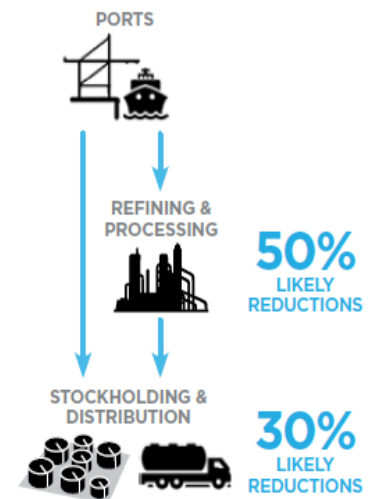 PORTS
REFINING &
PROCESSING
50%
LIKELY
REDUCTIONS
STOCKHOLDING &
DISTRIBUTION
30%
LIKELY
REDUCTIONS